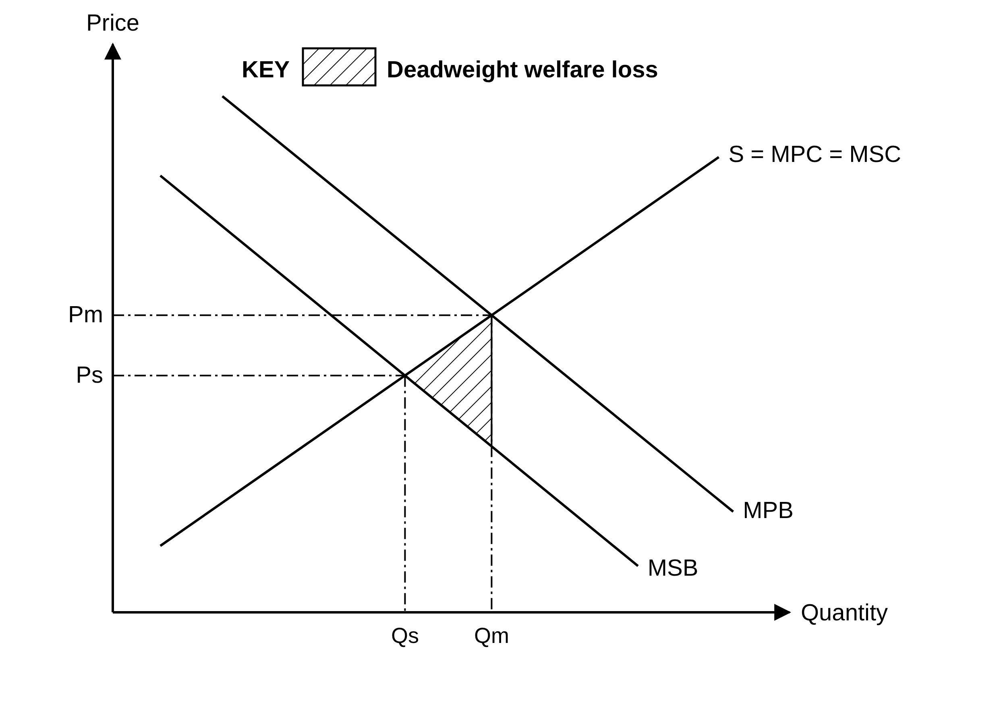 Price
KEY Deadweight welfare loss
S = MPC = MSC
Pm
Ps
MPB
MSB
Quantity
Qs Qm